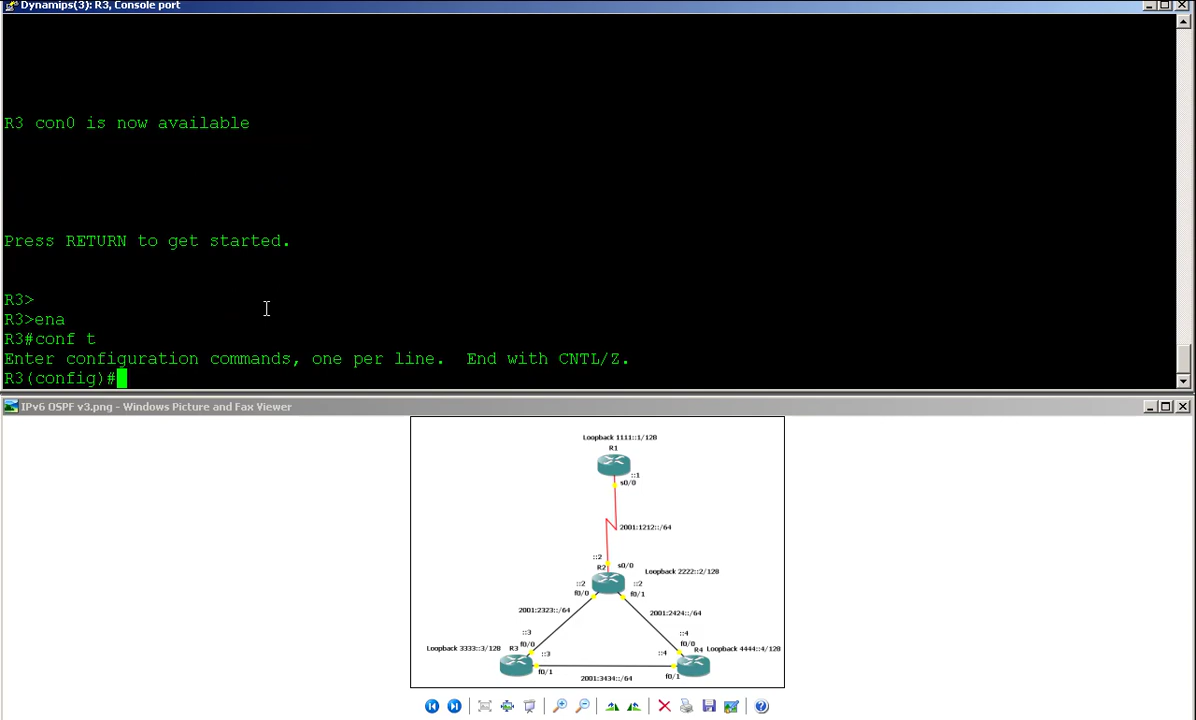 Dynamips(3): R3, Console port
R3 con0 is now available
Press RETURN to get started.
R3>
R3>ena
R3#conf t
Enter configuration commands, one per line.  End with CNTL/Z.
R3(config)#
IPv6 OSPF v3.png - Windows Picture and Fax Viewer
Loopback 1111::1/128
R1
::1
s0/0
2001:1212::/64
::2
R2
s0/0
Loopback 2222::2/128
::2
::2
f0/0
f0/1
2001:2323::/64
2001:2424::/64
::3
::4
f0/0
f0/0
Loopback 3333::3/128
R3
::3
::4
R4
Loopback 4444::4/128
f0/1
f0/1
2001:3434::/64